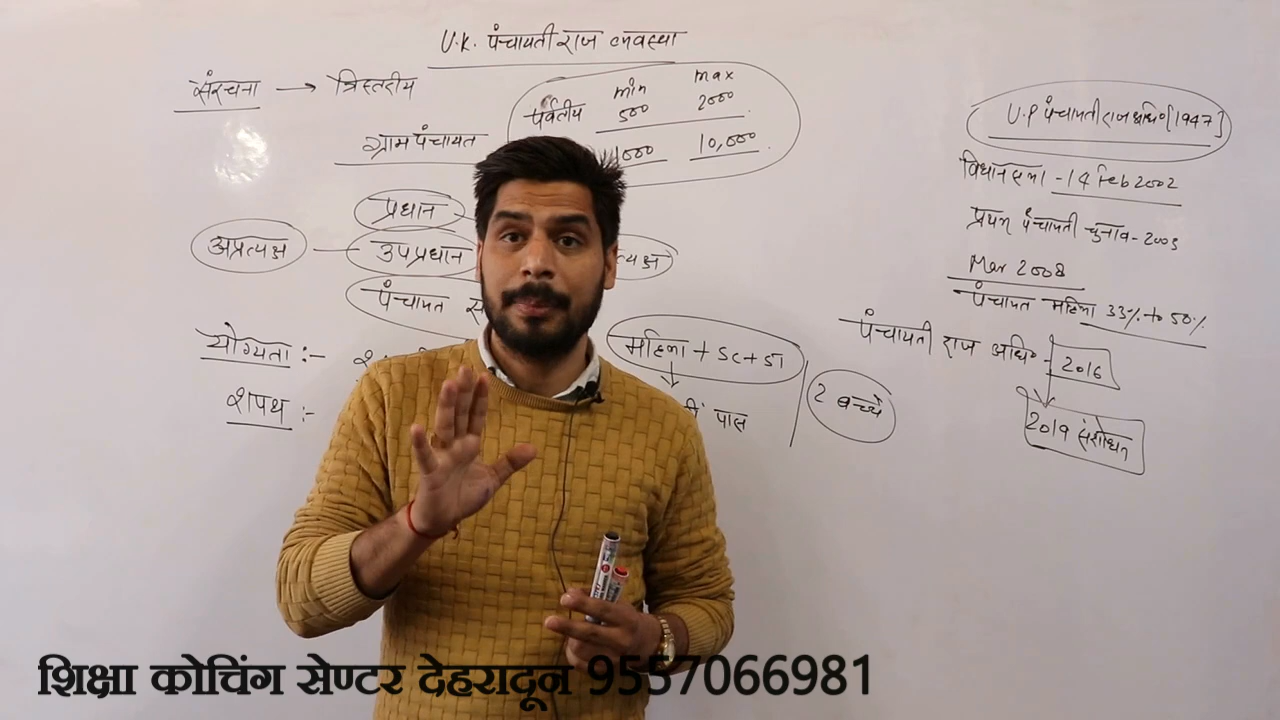 U.K. पंचायती राज व्यवस्था
संरचना → त्रिस्तरीय
min max
पर्वतीय 500 2000
1000 10,000
ग्राम पंचायत
प्रधान
अप्रत्यक्ष — उपप्रधान
पंचायत स
योग्यता :-
शपथ :-
महिला + SC + ST
पास
2 बच्चे
U.P पंचायती राज अधि० [1947]
विधानसभा - 14 Feb 2002
प्रथम पंचायती चुनाव - 2003
Mar 2008
पंचायत महिला 33% to 50%
पंचायती राज अधि० - 2016
2019 संशोधन
शिक्षा कोचिंग सेण्टर देहरादून 9557066981